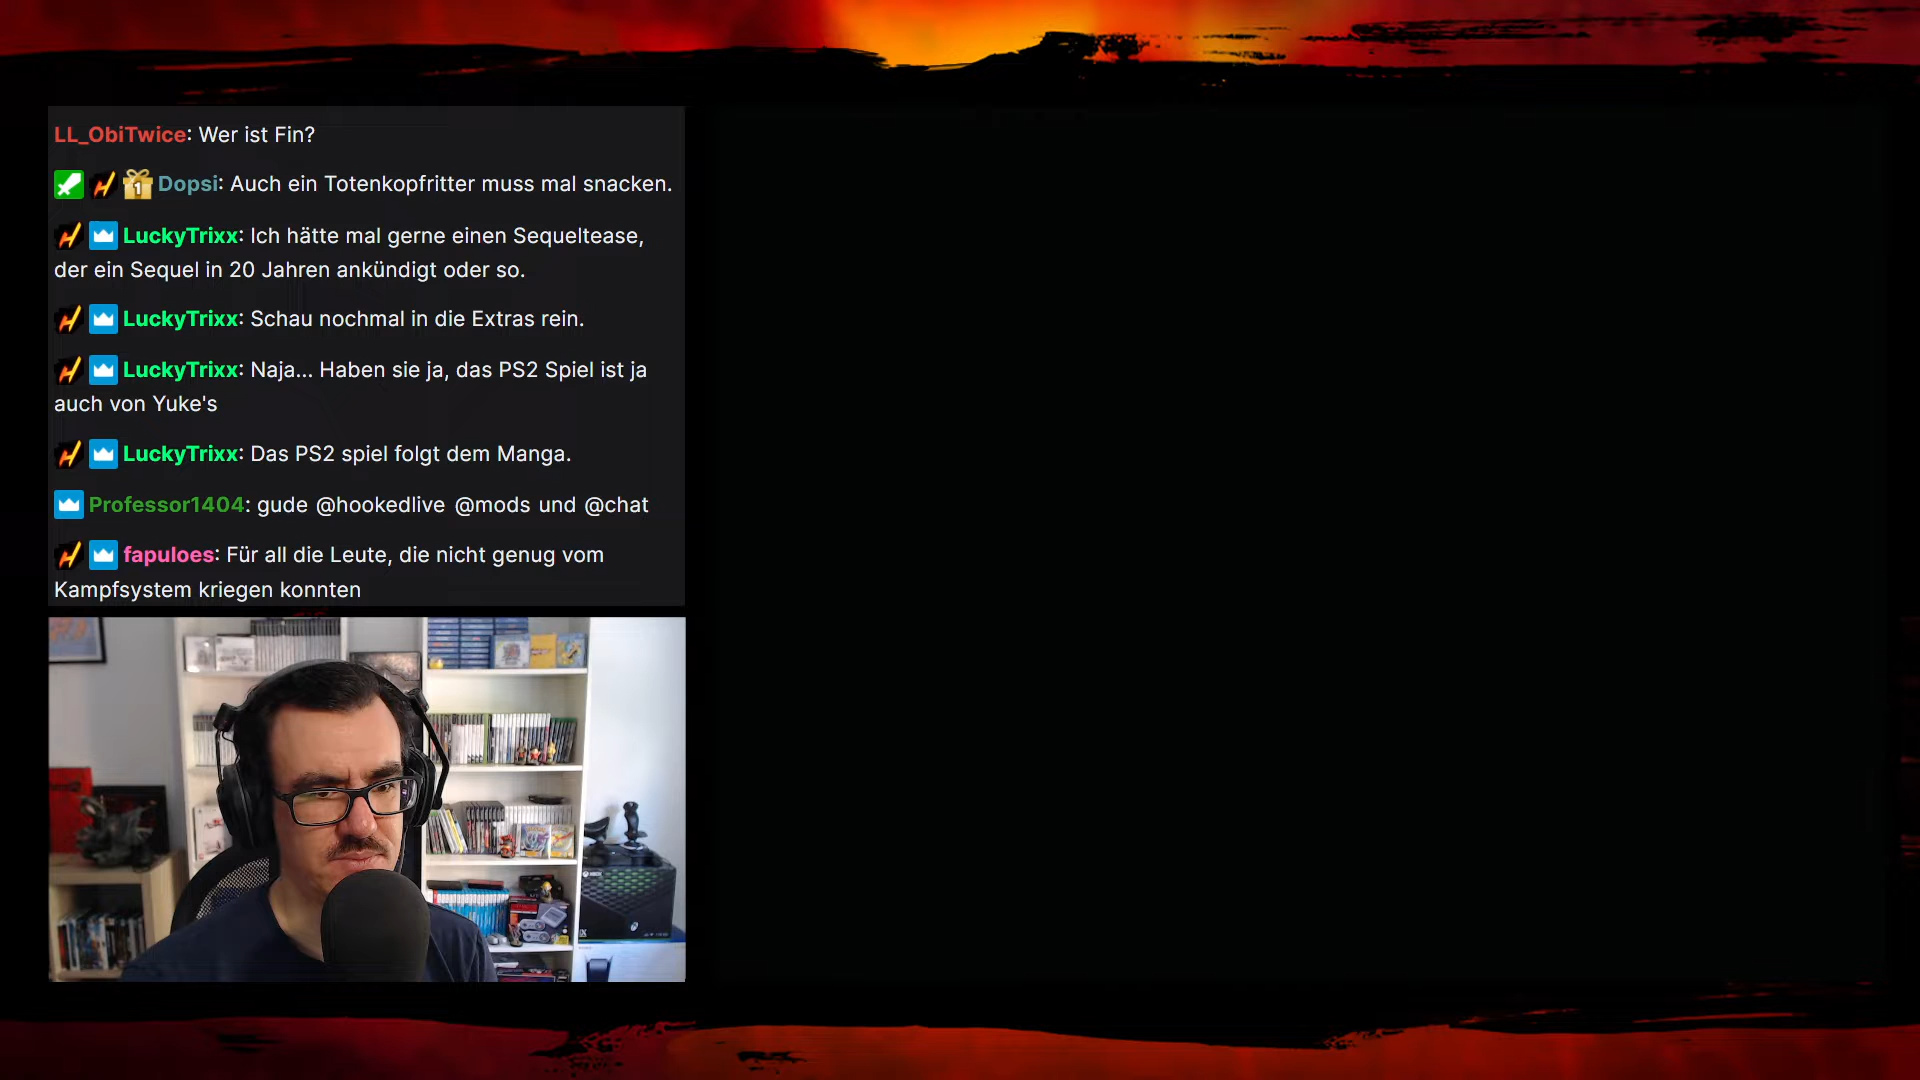 LL_ObiTwice: Wer ist Fin?
1 Dopsi: Auch ein Totenkopfritter muss mal snacken.
LuckyTrixx: Ich hätte mal gerne einen Sequeltease,
der ein Sequel in 20 Jahren ankündigt oder so.
LuckyTrixx: Schau nochmal in die Extras rein.
LuckyTrixx: Naja... Haben sie ja, das PS2 Spiel ist ja
auch von Yuke's
LuckyTrixx: Das PS2 spiel folgt dem Manga.
Professor1404: gude @hookedlive @mods und @chat
fapuloes: Für all die Leute, die nicht genug vom
Kampfsystem kriegen konnten